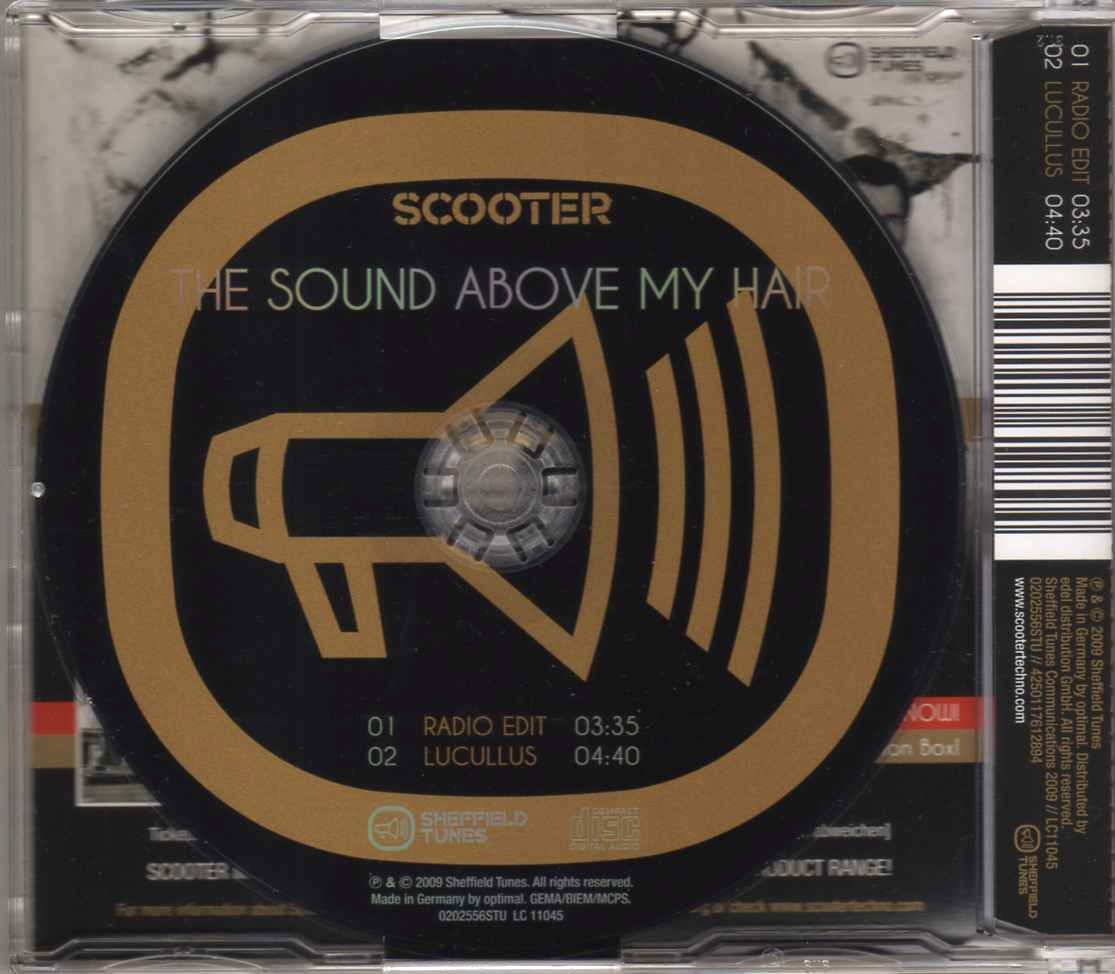 SHEFFIELD
TUNES
SCOOTER
THE SOUND ABOVE MY HAIR
01 RADIO EDIT 03:35
02 LUCULLUS 04:40
SHEFFIELD
TUNES
COMPACT
disc
DIGITAL AUDIO
℗ & © 2009 Sheffield Tunes. All rights reserved.
Made in Germany by optimal. GEMA/BIEM/MCPS.
0202556STU LC 11045
NOW!!
on Box!
abweichen]
SCOOTER
PRODUCT RANGE!
01 RADIO EDIT 03:35
02 LUCULLUS 04:40
℗ & © 2009 Sheffield Tunes
Made in Germany by optimal. Distributed by
edel distribution GmbH. All rights reserved.
Sheffield Tunes Communications 2009 // LC11045
0202556STU // 4250117612894
www.scootertechno.com
SHEFFIELD
TUNES